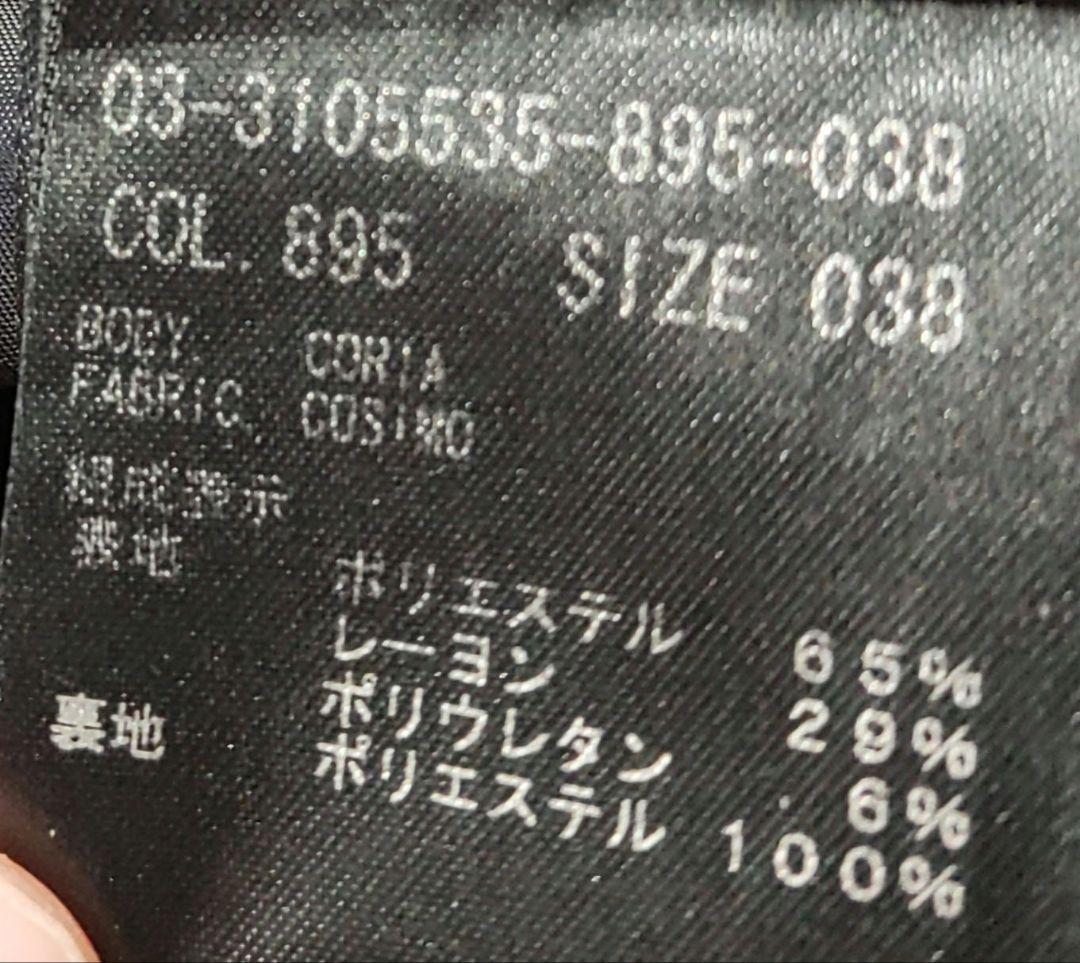 03-3105535-895-038
COL. 895 SIZE 038
BODY. CORIA
FABRIC. COSIMO
組成表示
表地
ポリエステル 65%
レーヨン 29%
ポリウレタン 6%
裏地 ポリエステル 100%